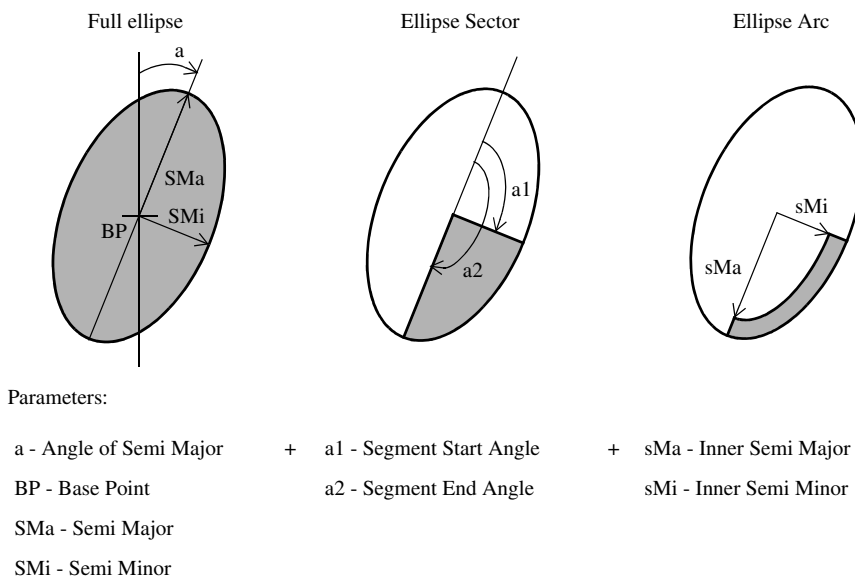 Full ellipse Ellipse Sector Ellipse Arc
a
SMa
SMi
BP
a1
a2
sMi
sMa
Parameters:
a - Angle of Semi Major + a1 - Segment Start Angle + sMa - Inner Semi Major
BP - Base Point a2 - Segment End Angle sMi - Inner Semi Minor
SMa - Semi Major
SMi - Semi Minor